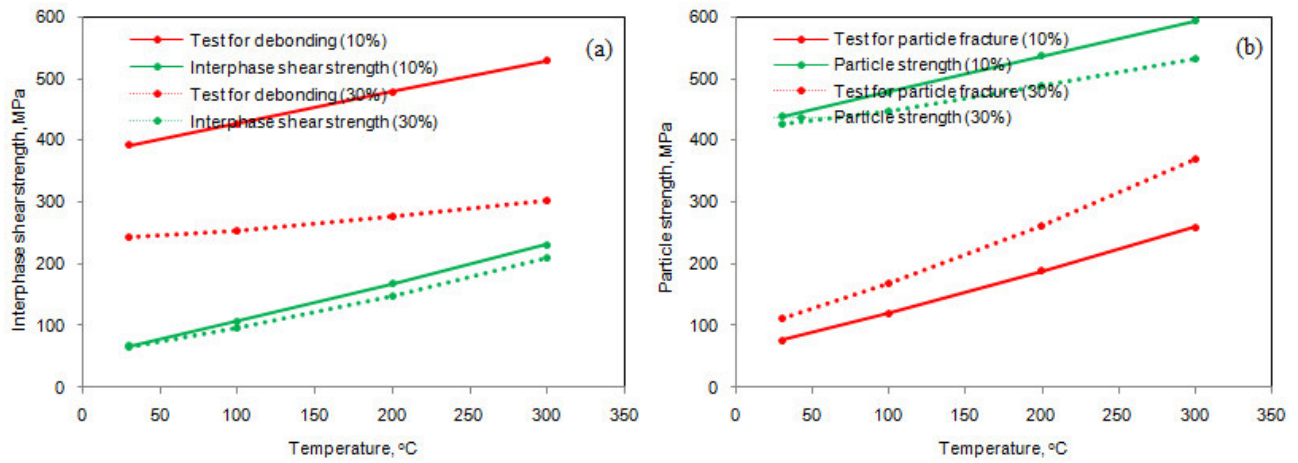 600
500
400
300
200
100
0
0 50 100 150 200 250 300 350
Interphase shear strength, MPa
Temperature, °C
(a)
Test for debonding (10%)
Interphase shear strength (10%)
Test for debonding (30%)
Interphase shear strength (30%)
600
500
400
300
200
100
0
0 50 100 150 200 250 300 350
Particle strength, MPa
Temperature, °C
(b)
Test for particle fracture (10%)
Particle strength (10%)
Test for particle fracture (30%)
Particle strength (30%)